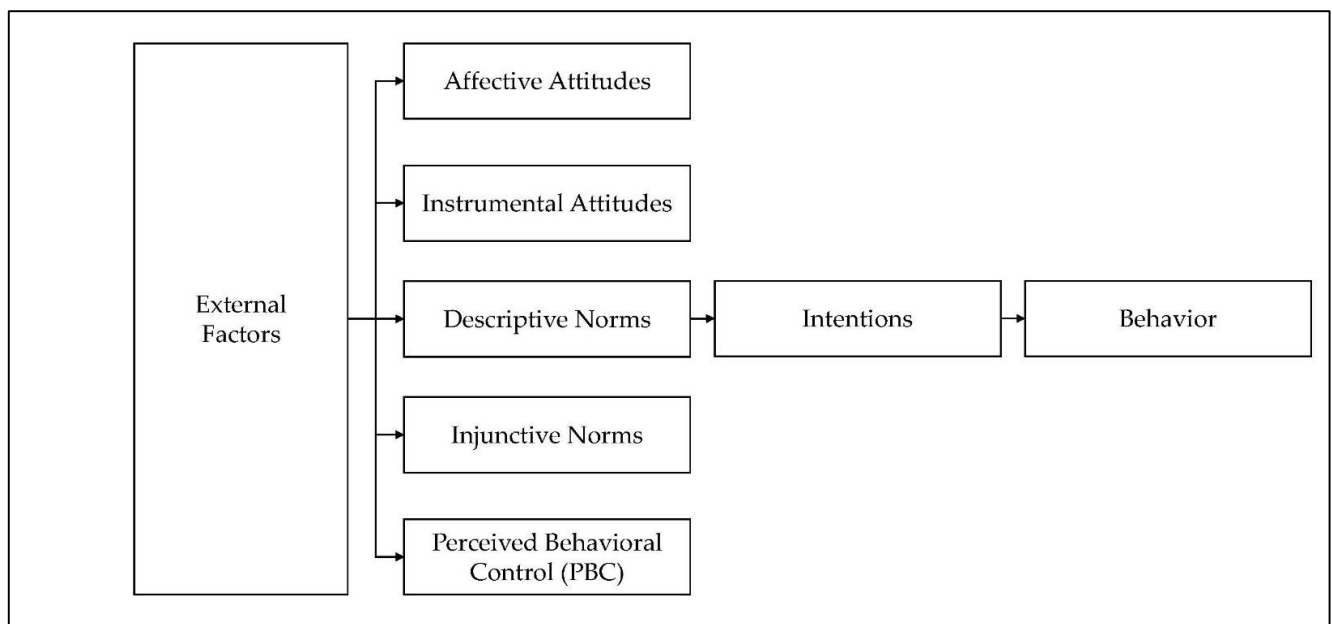 External
Factors
Affective Attitudes
Instrumental Attitudes
Descriptive Norms
Injunctive Norms
Perceived Behavioral
Control (PBC)
Intentions
Behavior